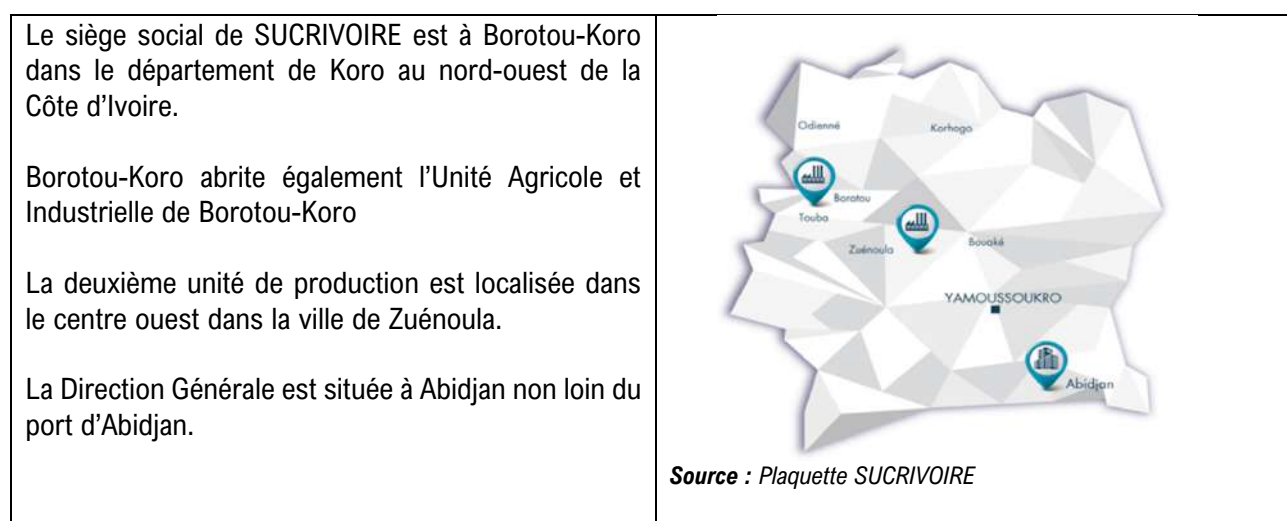 Le siège social de SUCRIVOIRE est à Borotou-Koro
dans le département de Koro au nord-ouest de la
Côte d'Ivoire.
Borotou-Koro abrite également l'Unité Agricole et
Industrielle de Borotou-Koro
La deuxième unité de production est localisée dans
le centre ouest dans la ville de Zuénoula.
La Direction Générale est située à Abidjan non loin du
port d'Abidjan.
Odienné
Korhogo
Borotou
Touba
Zuénoula
Bouaké
YAMOUSSOUKRO
Abidjan
Source : Plaquette SUCRIVOIRE